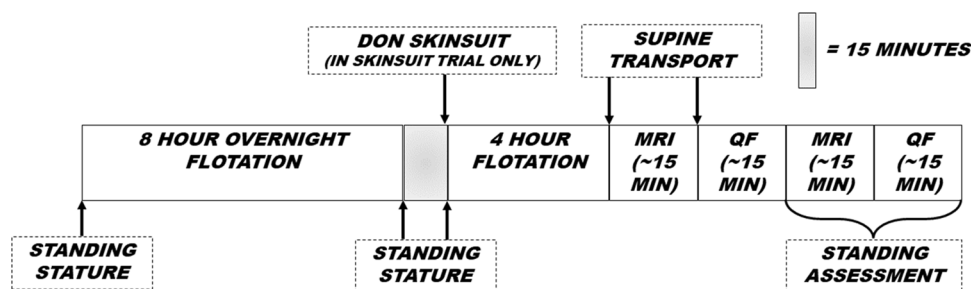 DON SKINSUIT
(IN SKINSUIT TRIAL ONLY)
SUPINE
TRANSPORT
= 15 MINUTES
8 HOUR OVERNIGHT
FLOTATION
4 HOUR
FLOTATION
MRI
(~15
MIN)
QF
(~15
MIN)
MRI
(~15
MIN)
QF
(~15
MIN)
STANDING
STATURE
STANDING
STATURE
STANDING
ASSESSMENT